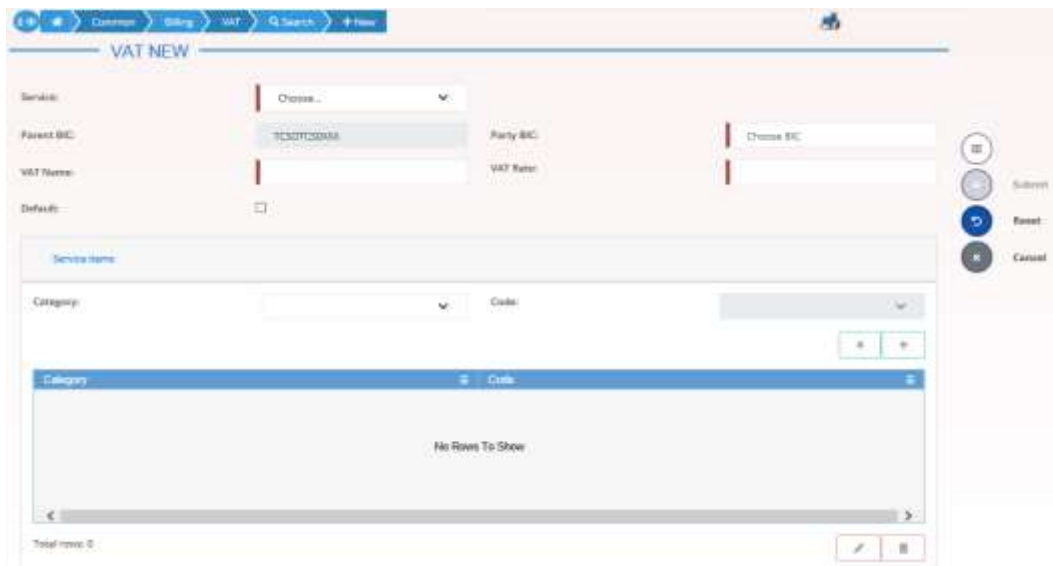 Common Billing VAT Search + New
VAT NEW
Service: Choose...
Parent BIC: Party BIC: Choose BIC
VAT Name: VAT Rate:
Default:
Submit
Reset
Cancel
Service items
Category: Code:
Category Code
No Rows To Show
Total rows: 0